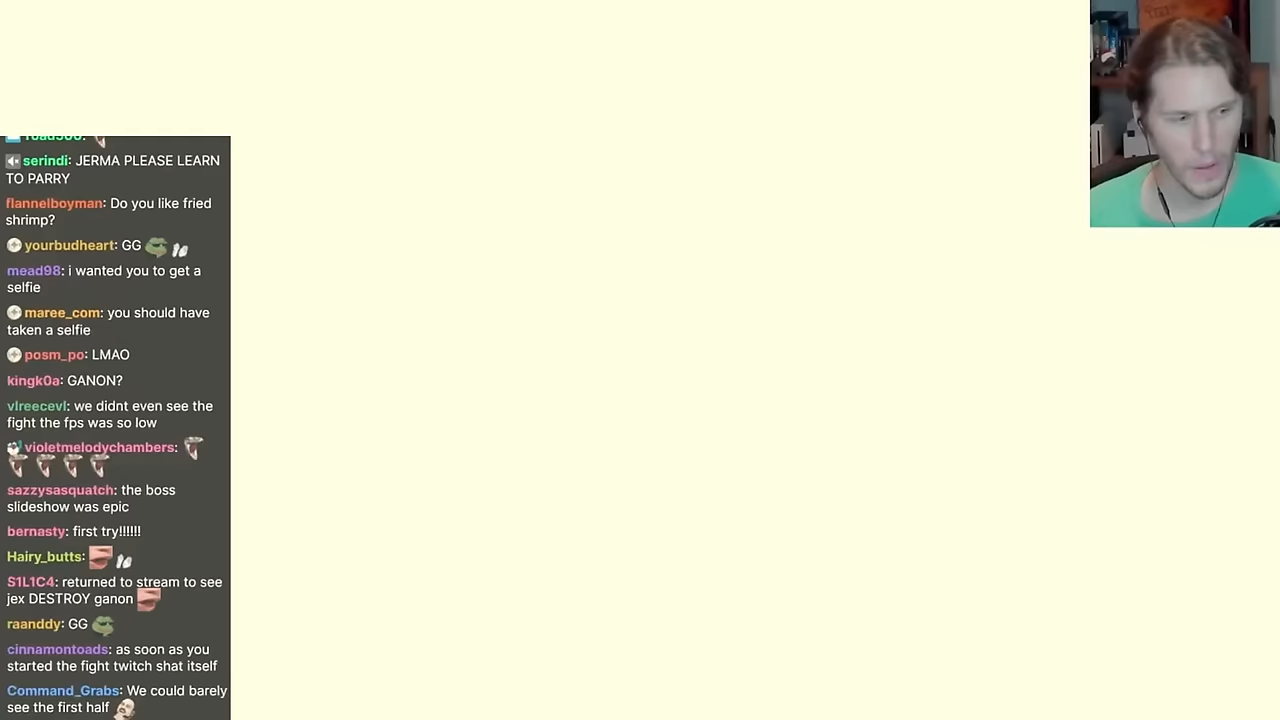 serindi: JERMA PLEASE LEARN
TO PARRY
flannelboyman: Do you like fried
shrimp?
yourbudheart: GG
mead98: i wanted you to get a
selfie
maree_com: you should have
taken a selfie
posm_po: LMAO
kingk0a: GANON?
vlreecevl: we didnt even see the
fight the fps was so low
violetmelodychambers:
sazzysasquatch: the boss
slideshow was epic
bernasty: first try!!!!!!
Hairy_butts:
S1L1C4: returned to stream to see
jex DESTROY ganon
raanddy: GG
cinnamontoads: as soon as you
started the fight twitch shat itself
Command_Grabs: We could barely
see the first half